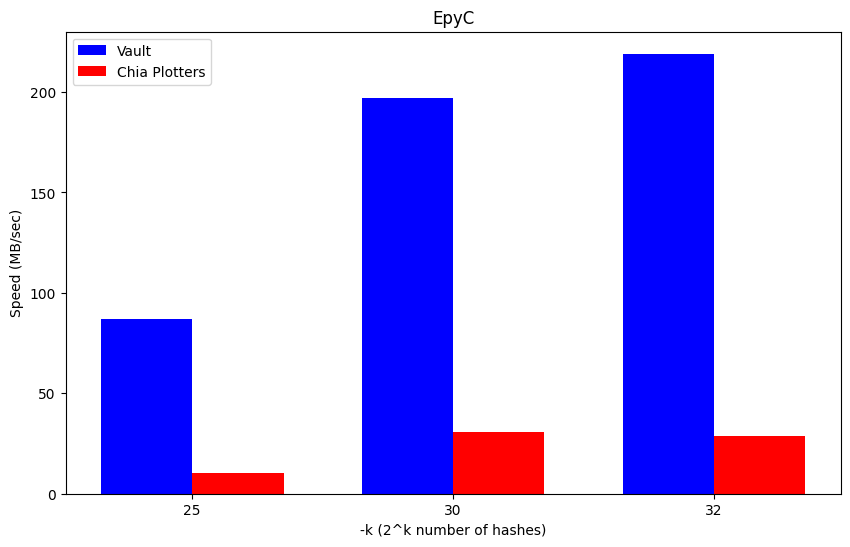 EpyC
Vault
Chia Plotters
Speed (MB/sec)
200
150
100
50
0
25 30 32
-k (2^k number of hashes)